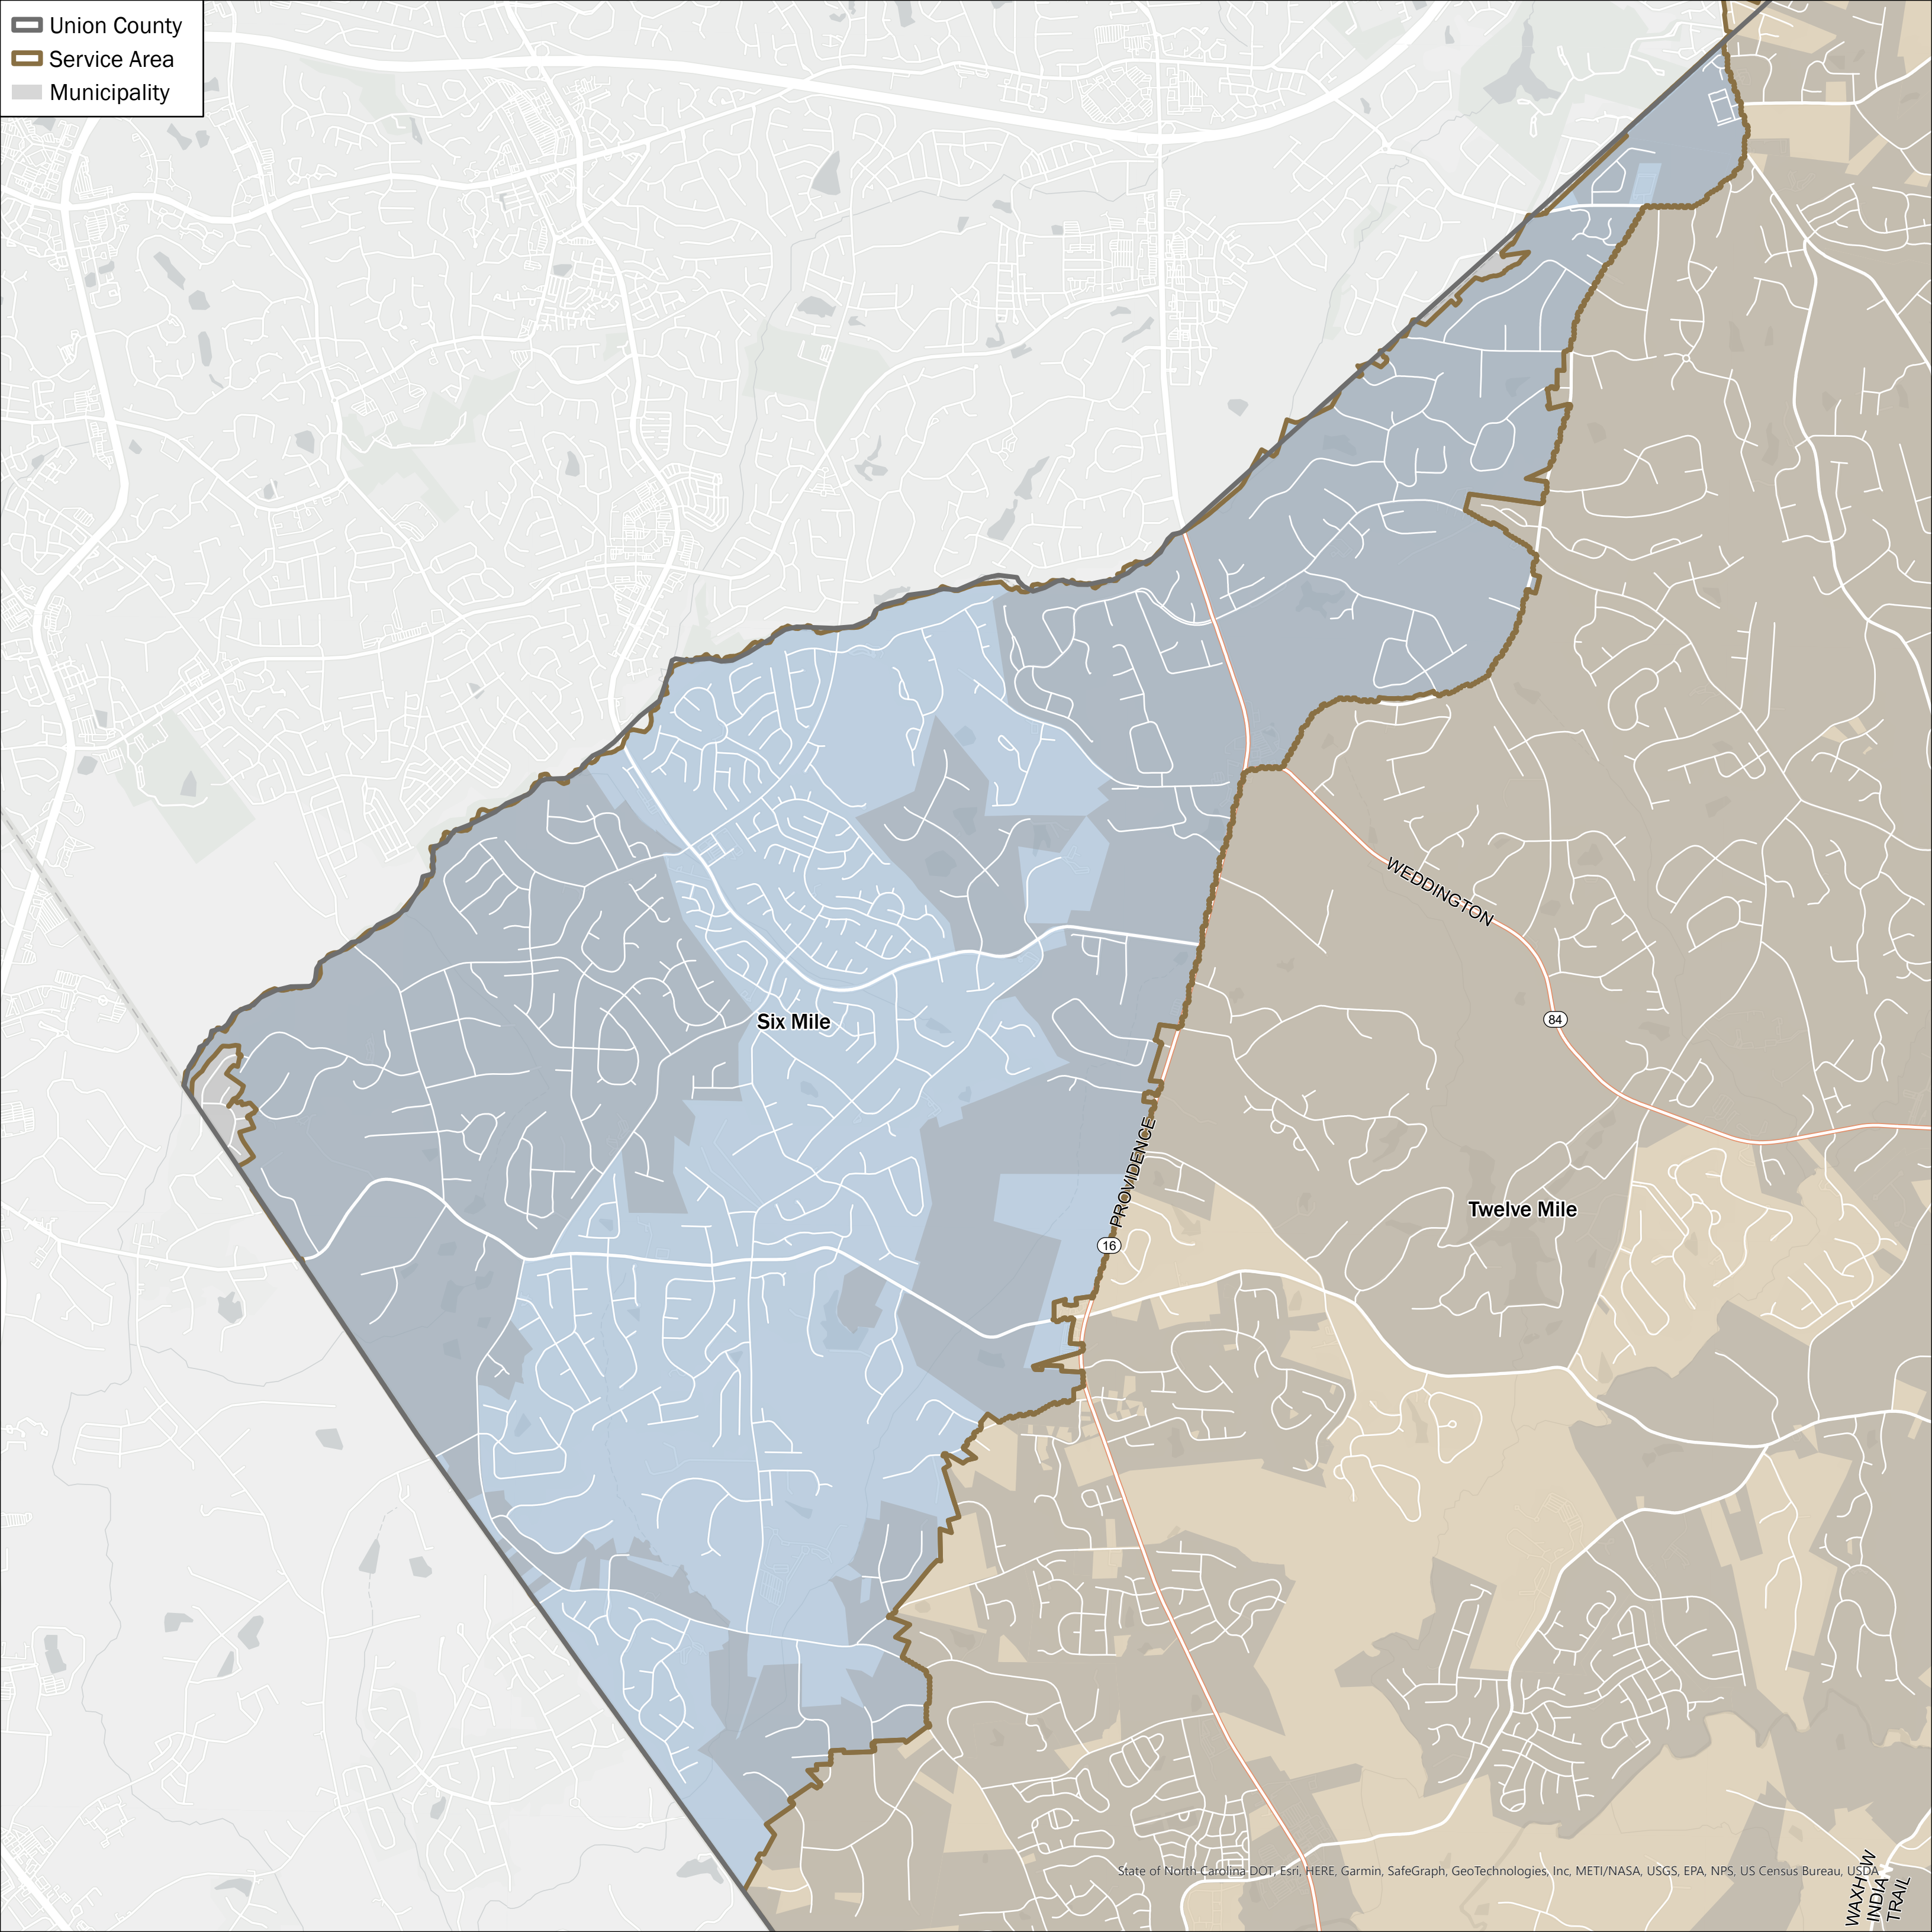 Union County
Service Area
Municipality
WEDDINGTON
Six Mile
84
PROVIDENCE
Twelve Mile
16
State of North Carolina DOT, Esri, HERE, Garmin, SafeGraph, GeoTechnologies, Inc, METI/NASA, USGS, EPA, NPS, US Census Bureau, USDA
WAXHAW
INDIA
TRAIL